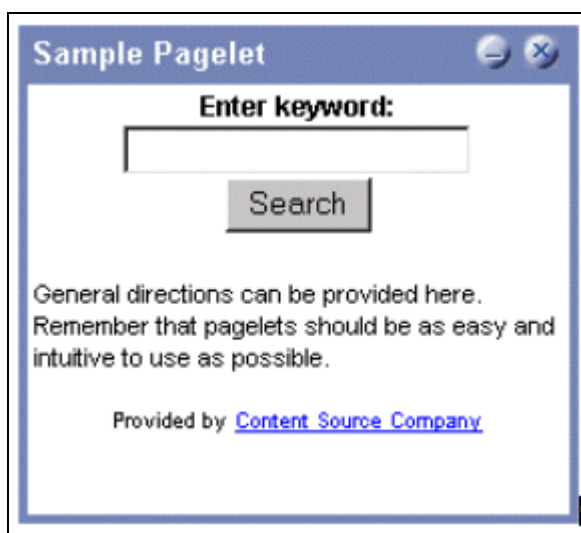 Sample Pagelet
Enter keyword:
Search
General directions can be provided here.
Remember that pagelets should be as easy and
intuitive to use as possible.
Provided by Content Source Company